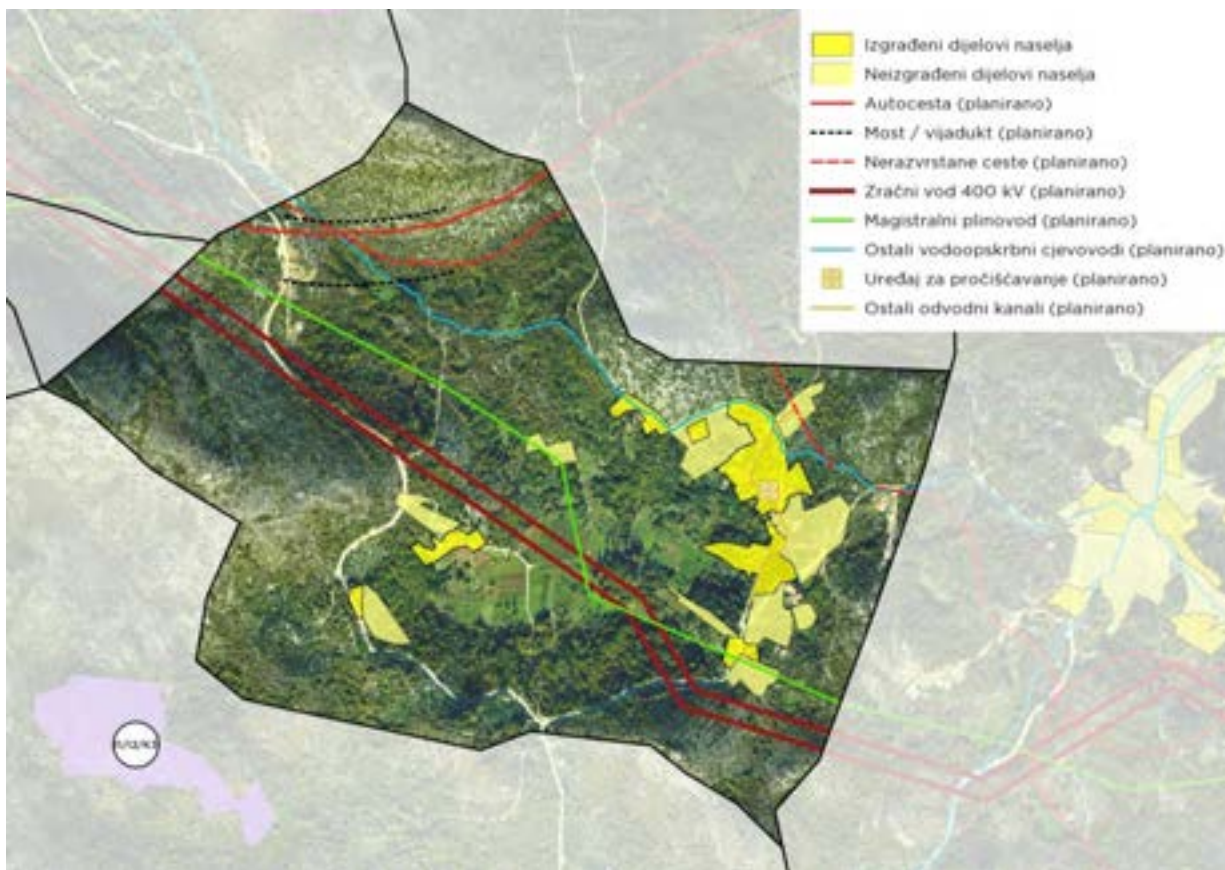 Izgrađeni dijelovi naselja
Neizgrađeni dijelovi naselja
Autocesta (planirano)
Most / vijadukt (planirano)
Nerazvrstane ceste (planirano)
Zračni vod 400 kV (planirano)
Magistralni plinovod (planirano)
Ostali vodoopskrbni cjevovodi (planirano)
Uređaj za pročišćavanje (planirano)
Ostali odvodni kanali (planirano)